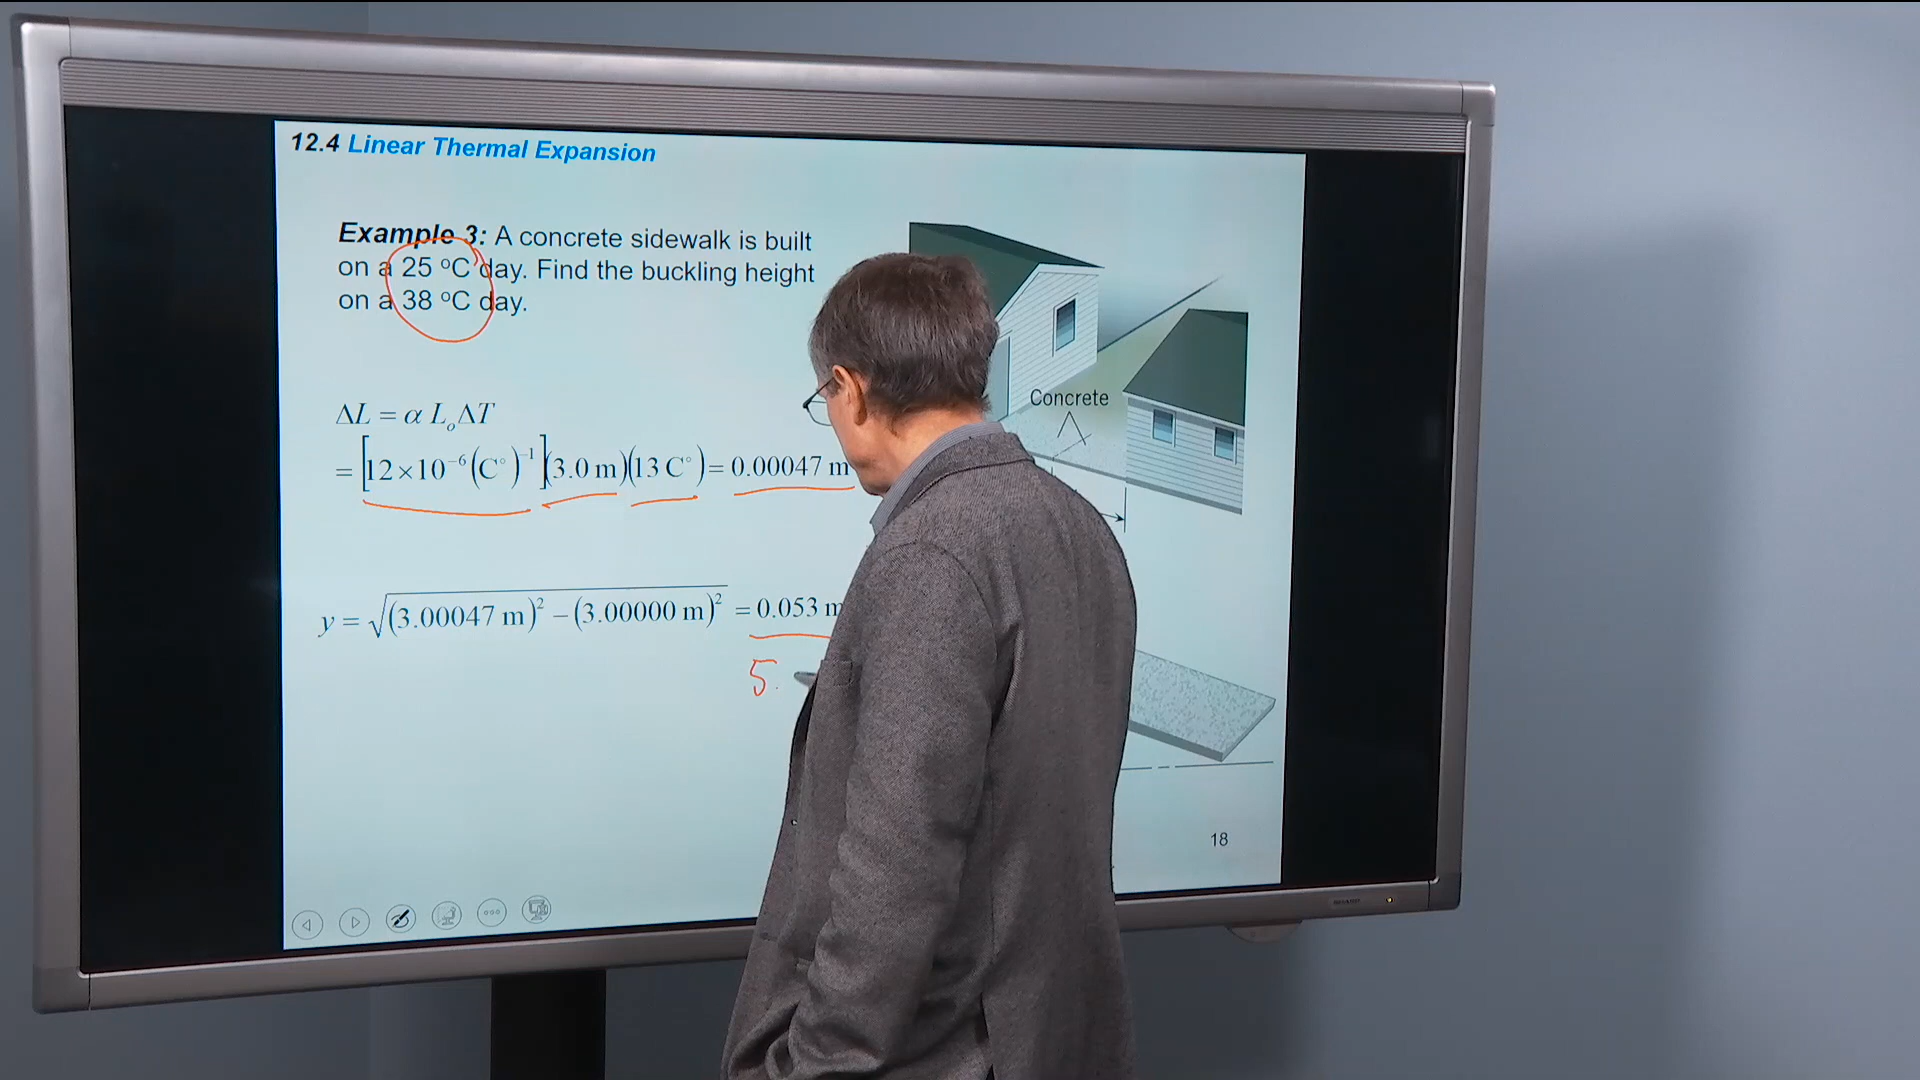 12.4 Linear Thermal Expansion
Example 3: A concrete sidewalk is built
on a 25 °C day. Find the buckling height
on a 38 °C day.
Concrete
ΔL = α LₒΔT
= [12×10⁻⁶(C°)⁻¹](3.0 m)(13 C°) = 0.00047 m
y = √(3.00047 m)² − (3.00000 m)² = 0.053 m
5.
18